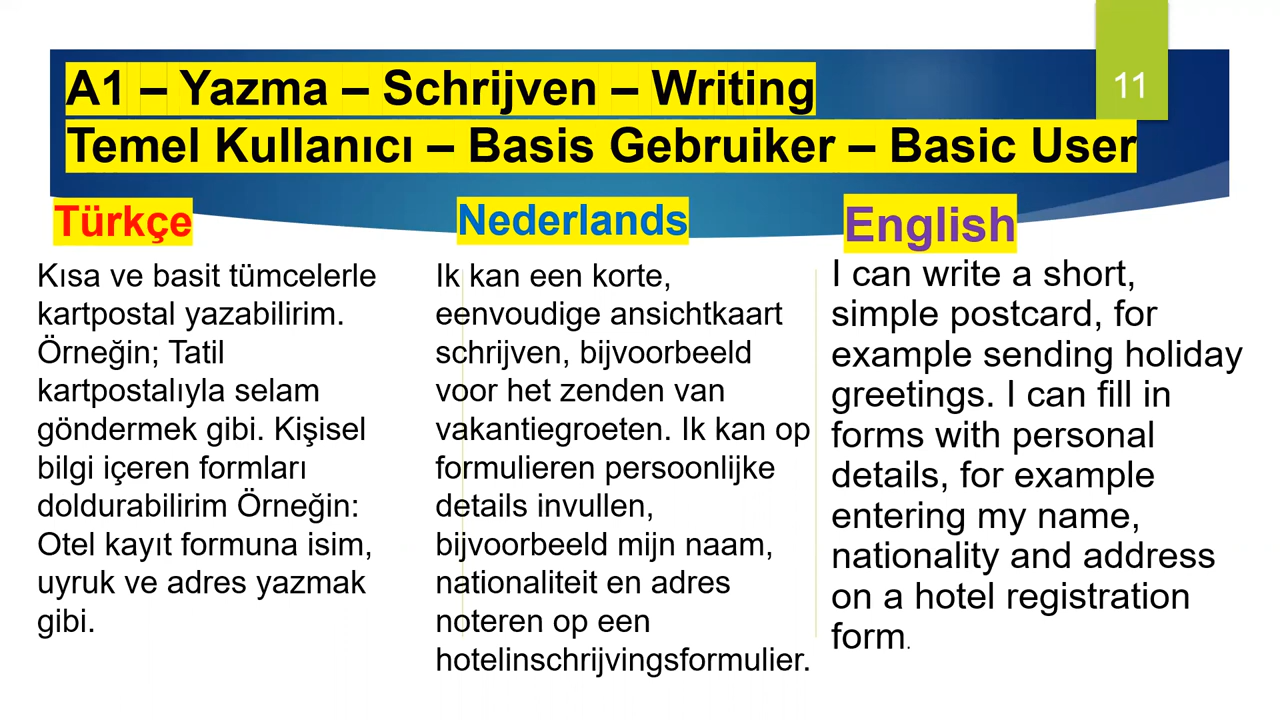 11
A1 – Yazma – Schrijven – Writing
Temel Kullanıcı – Basis Gebruiker – Basic User
Türkçe
Kısa ve basit tümcelerle
kartpostal yazabilirim.
Örneğin; Tatil
kartpostalıyla selam
göndermek gibi. Kişisel
bilgi içeren formları
doldurabilirim Örneğin:
Otel kayıt formuna isim,
uyruk ve adres yazmak
gibi.
Nederlands
Ik kan een korte,
eenvoudige ansichtkaart
schrijven, bijvoorbeeld
voor het zenden van
vakantiegroeten. Ik kan op
formulieren persoonlijke
details invullen,
bijvoorbeeld mijn naam,
nationaliteit en adres
noteren op een
hotelinschrijvingsformulier.
English
I can write a short,
simple postcard, for
example sending holiday
greetings. I can fill in
forms with personal
details, for example
entering my name,
nationality and address
on a hotel registration
form.